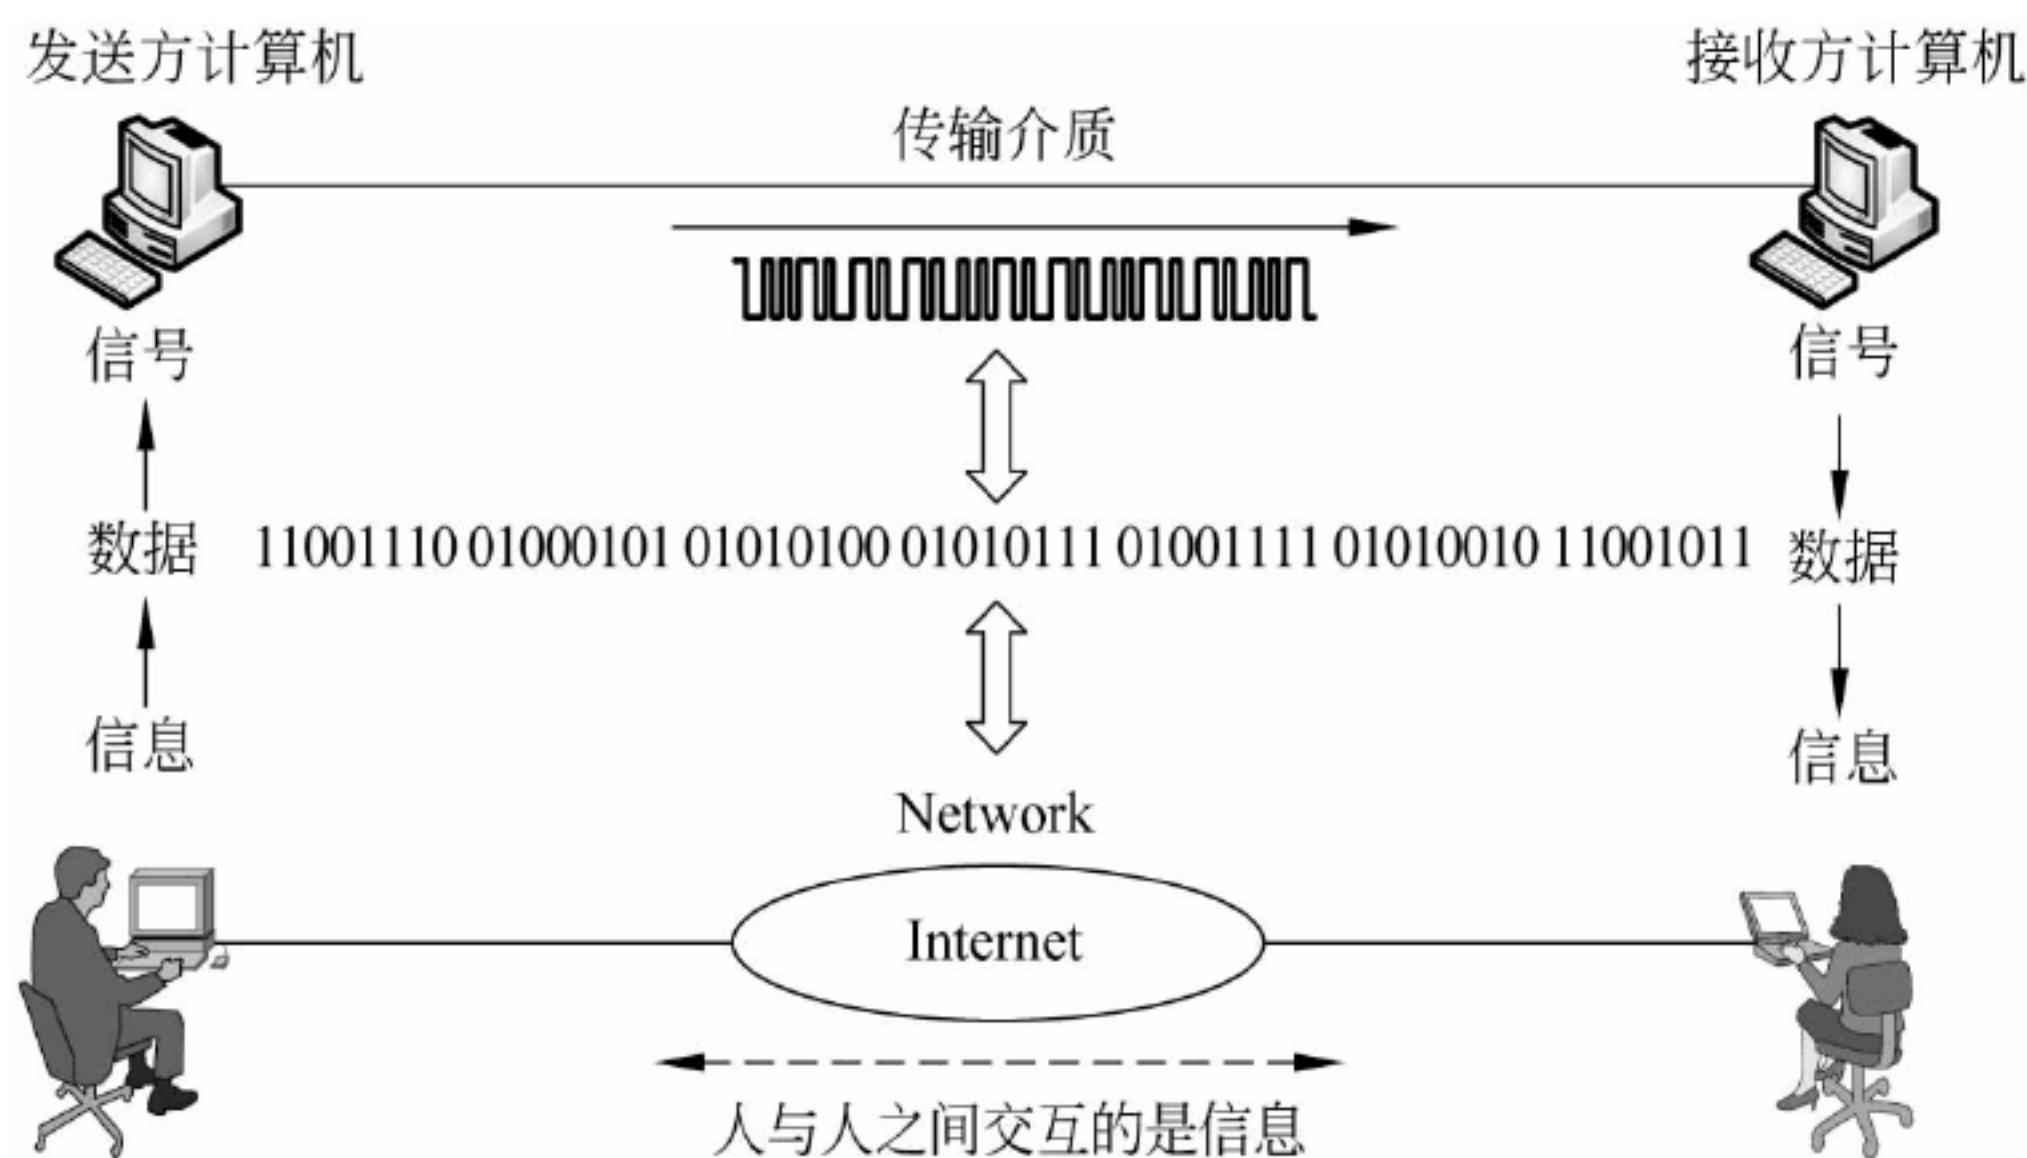 发送方计算机
接收方计算机
传输介质
信号
信号
数据 11001110 01000101 01010100 01010111 01001111 01010010 11001011 数据
信息
信息
Network
Internet
人与人之间交互的是信息